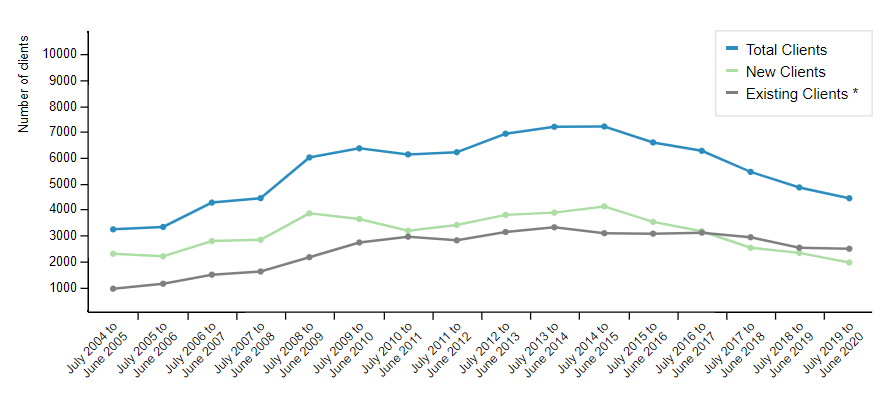 Number of clients
10000
9000
8000
7000
6000
5000
4000
3000
2000
1000
Total Clients
New Clients
Existing Clients *
July 2004 to
June 2005
July 2005 to
June 2006
July 2006 to
June 2007
July 2007 to
June 2008
July 2008 to
June 2009
July 2009 to
June 2010
July 2010 to
June 2011
July 2011 to
June 2012
July 2012 to
June 2013
July 2013 to
June 2014
July 2014 to
June 2015
July 2015 to
June 2016
July 2016 to
June 2017
July 2017 to
June 2018
July 2018 to
June 2019
July 2019 to
June 2020